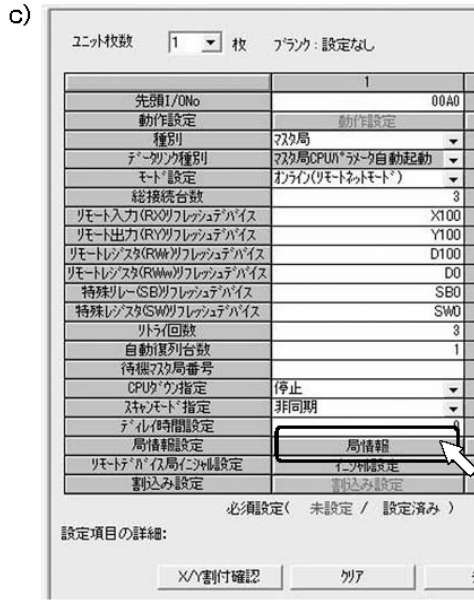 c)
ユニット枚数 1 枚 ブランク:設定なし
1
先頭I/ONo 00A0
動作設定 動作設定
種別 マスタ局
データリンク種別 マスタ局CPUパラメータ自動起動
モード設定 オンライン(リモートネットモード)
総接続台数 3
リモート入力(RX)リフレッシュデバイス X100
リモート出力(RY)リフレッシュデバイス Y100
リモートレジスタ(RWr)リフレッシュデバイス D100
リモートレジスタ(RWw)リフレッシュデバイス D0
特殊リレー(SB)リフレッシュデバイス SB0
特殊レジスタ(SW)リフレッシュデバイス SW0
リトライ回数 3
自動復列台数 1
待機マスタ局番号
CPUダウン指定 停止
スキャンモード指定 非同期
ディレイ時間設定 0
局情報設定 局情報
リモートデバイス局イニシャル設定 イニシャル設定
割込み設定 割込み設定
必須設定( 未設定 / 設定済み )
設定項目の詳細:
X/Y割付確認 クリア